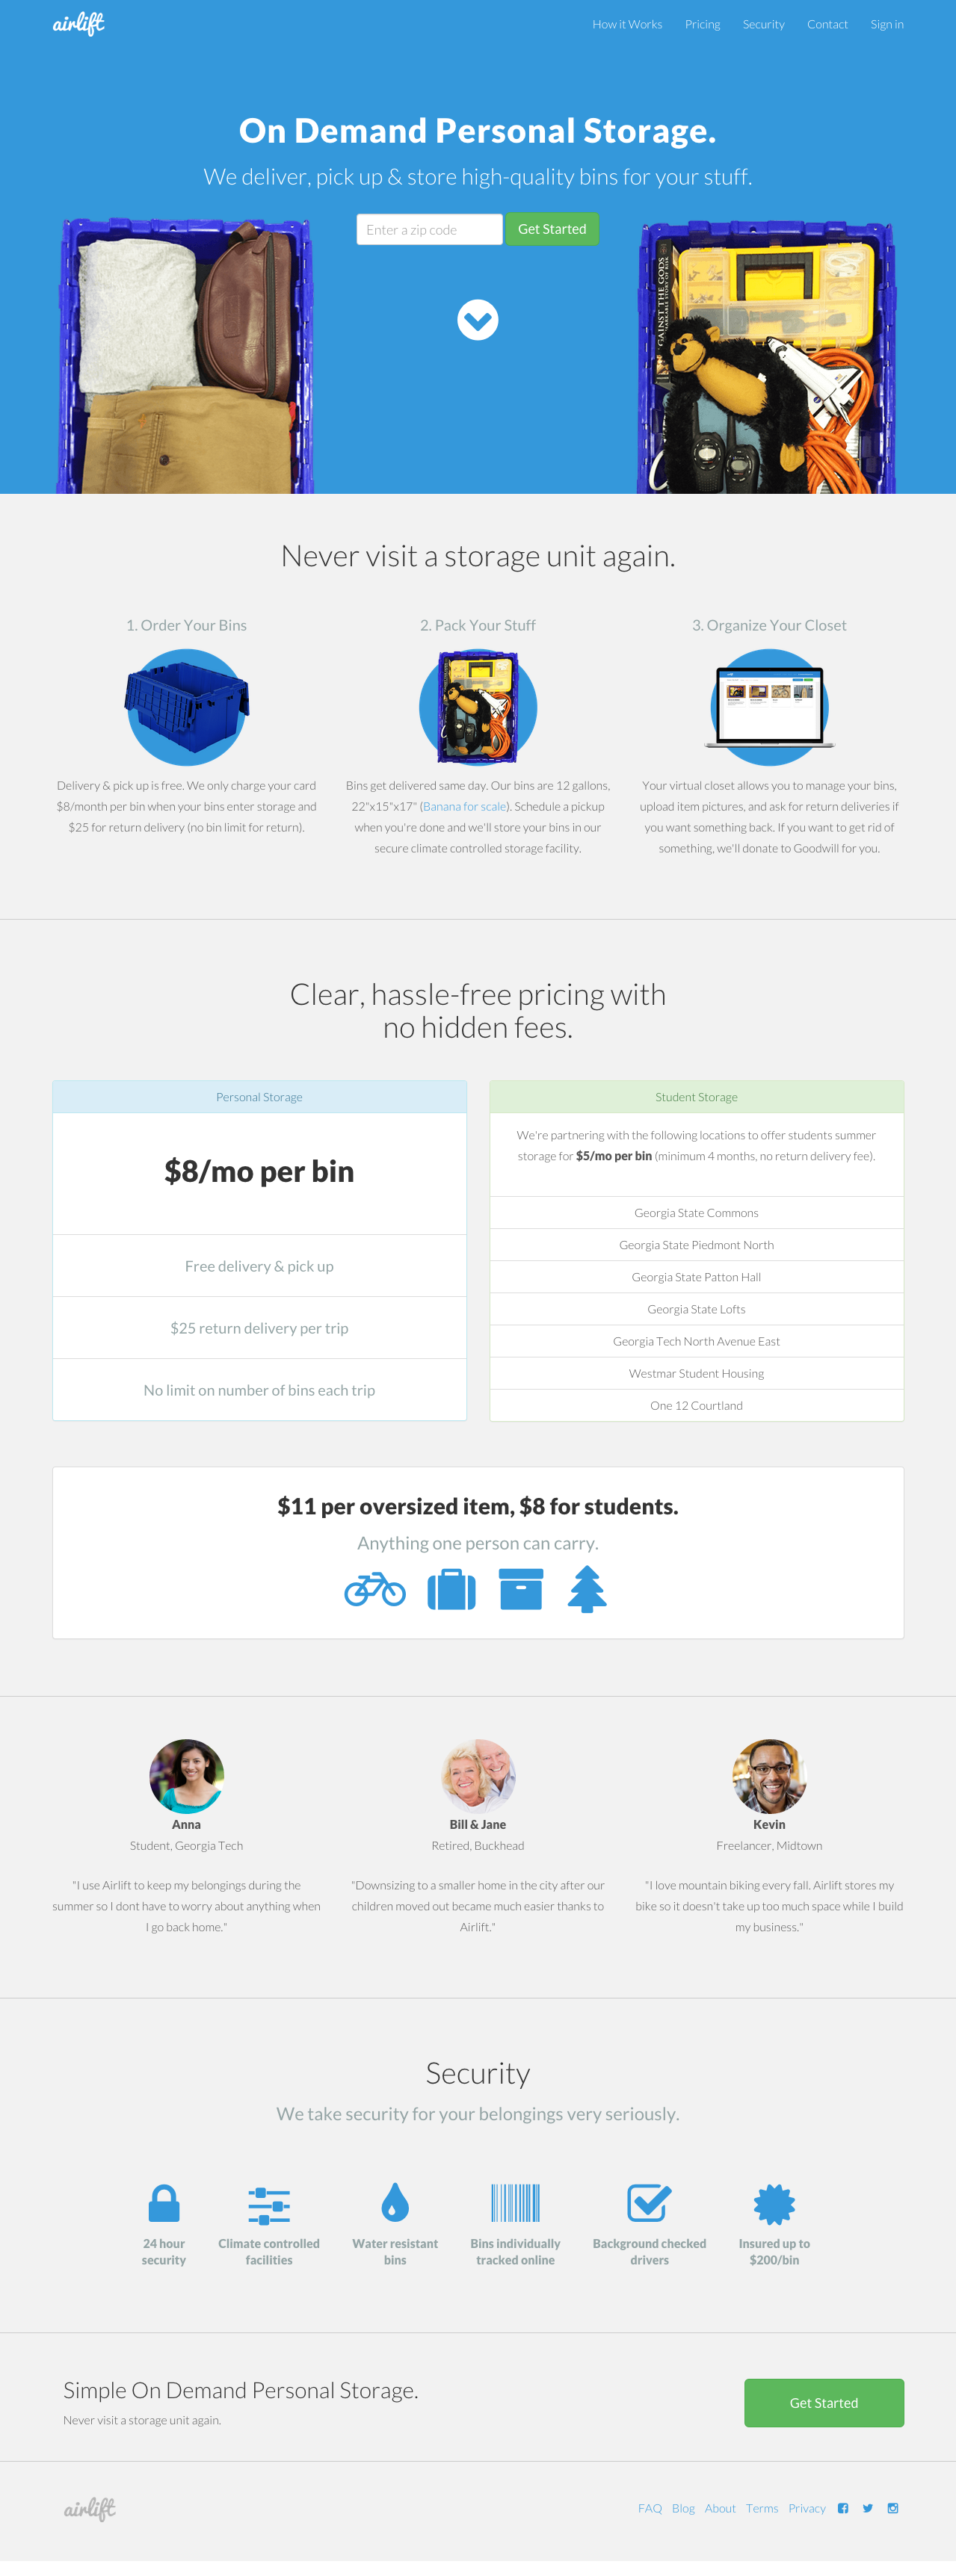 airlift
How it Works Pricing Security Contact Sign in
On Demand Personal Storage.
We deliver, pick up & store high-quality bins for your stuff.
Enter a zip code Get Started
AGAINST THE GODS
Never visit a storage unit again.
1. Order Your Bins
Delivery & pick up is free. We only charge your card
$8/month per bin when your bins enter storage and
$25 for return delivery (no bin limit for return).
2. Pack Your Stuff
Bins get delivered same day. Our bins are 12 gallons,
22"x15"x17" (Banana for scale). Schedule a pickup
when you're done and we'll store your bins in our
secure climate controlled storage facility.
3. Organize Your Closet
Your virtual closet allows you to manage your bins,
upload item pictures, and ask for return deliveries if
you want something back. If you want to get rid of
something, we'll donate to Goodwill for you.
Clear, hassle-free pricing with
no hidden fees.
Personal Storage
$8/mo per bin
Free delivery & pick up
$25 return delivery per trip
No limit on number of bins each trip
Student Storage
We're partnering with the following locations to offer students summer
storage for $5/mo per bin (minimum 4 months, no return delivery fee).
Georgia State Commons
Georgia State Piedmont North
Georgia State Patton Hall
Georgia State Lofts
Georgia Tech North Avenue East
Westmar Student Housing
One 12 Courtland
$11 per oversized item, $8 for students.
Anything one person can carry.
Anna
Student, Georgia Tech
"I use Airlift to keep my belongings during the
summer so I dont have to worry about anything when
I go back home."
Bill & Jane
Retired, Buckhead
"Downsizing to a smaller home in the city after our
children moved out became much easier thanks to
Airlift."
Kevin
Freelancer, Midtown
"I love mountain biking every fall. Airlift stores my
bike so it doesn't take up too much space while I build
my business."
Security
We take security for your belongings very seriously.
24 hour
security
Climate controlled
facilities
Water resistant
bins
Bins individually
tracked online
Background checked
drivers
Insured up to
$200/bin
Simple On Demand Personal Storage.
Never visit a storage unit again.
Get Started
airlift
FAQ Blog About Terms Privacy